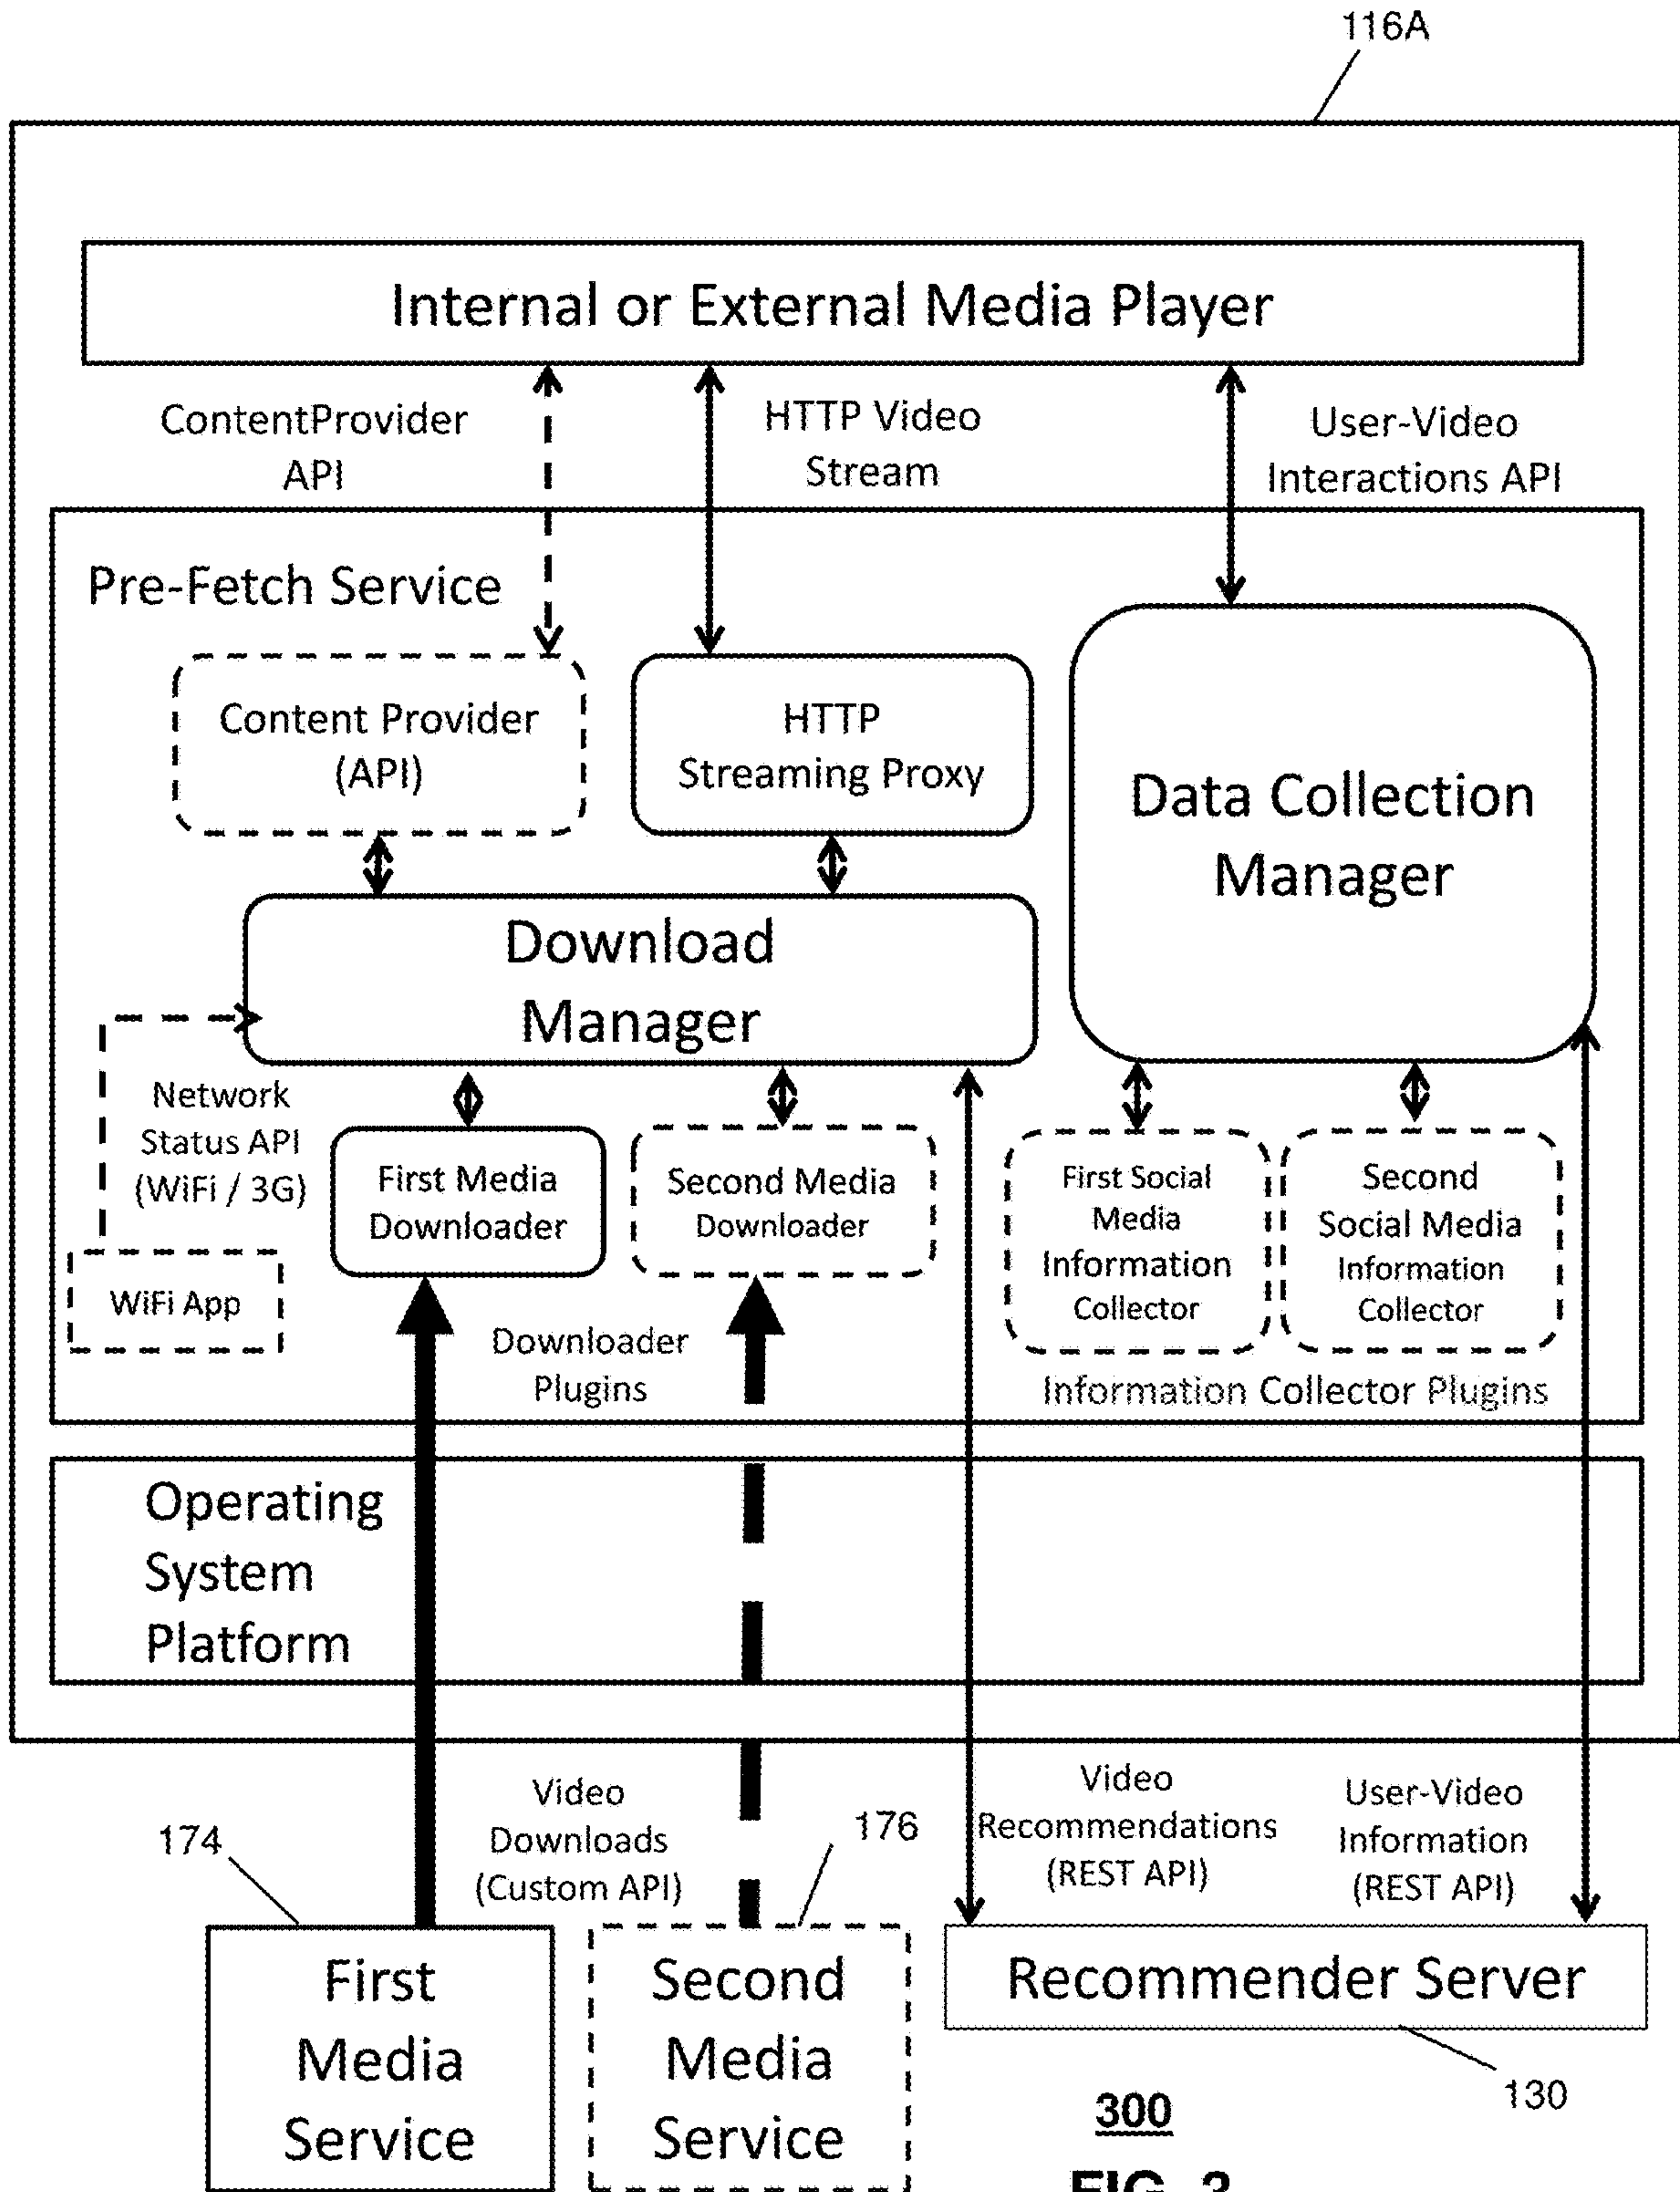 116A
Internal or External Media Player
ContentProvider
API
HTTP Video
Stream
User-Video
Interactions API
Pre-Fetch Service
Content Provider
(API)
HTTP
Streaming Proxy
Data Collection
Manager
Download
Manager
Network
Status API
(WiFi / 3G)
First Media
Downloader
Second Media
Downloader
First Social
Media
Information
Collector
Second
Social Media
Information
Collector
WiFi App
Downloader
Plugins
Information Collector Plugins
Operating
System
Platform
Video
Downloads
(Custom API)
Video
Recommendations
(REST API)
User-Video
Information
(REST API)
174
176
First
Media
Service
Second
Media
Service
Recommender Server
130
300
FIG.